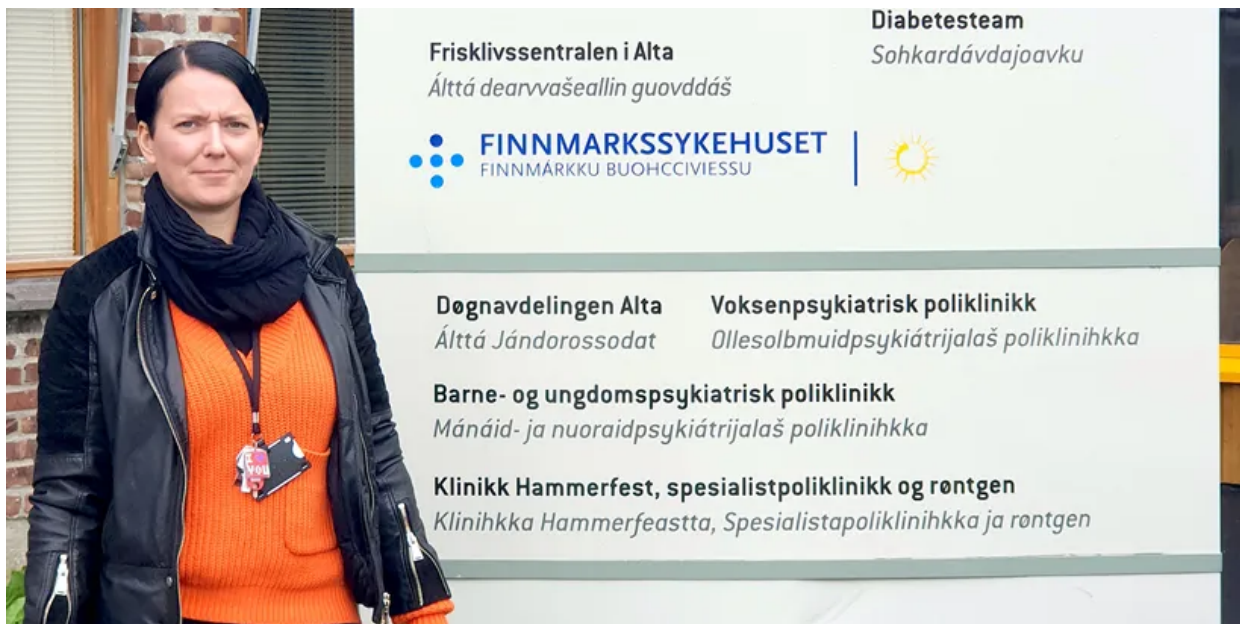 Diabetesteam
Sohkardávdajoavku
Frisklivssentralen i Alta
Álttá dearvvašeallin guovddáš
FINNMARKSSYKEHUSET
FINNMÁRKKU BUOHCCIVIESSU
Døgnavdelingen Alta
Álttá Jándorossodat
Voksenpsykiatrisk poliklinikk
Ollesolbmuidpsykiátrijalaš poliklinihkka
Barne- og ungdomspsykiatrisk poliklinikk
Mánáid- ja nuoraidpsykiátrijalaš poliklinihkka
Klinikk Hammerfest, spesialistpoliklinikk og røntgen
Klinihkka Hammerfeastta, Spesialistapoliklinihkka ja røntgen
YOU